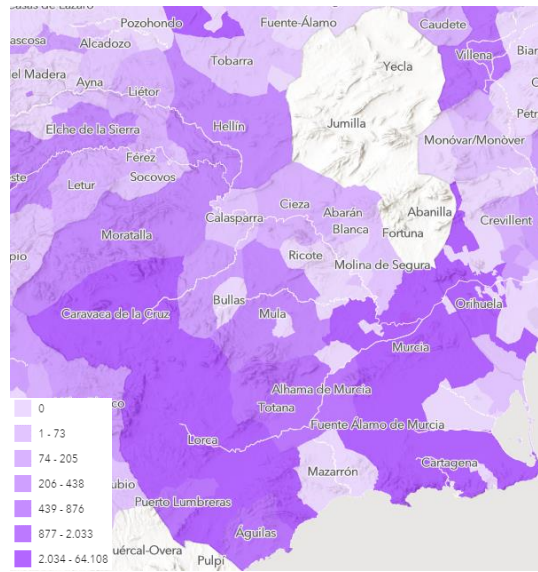 Pozohondo
Fuente-Álamo
Caudete
Alcadozo
Tobarra
Yecla
Villena
el Madera
Ayna
Liétor
Elche de la Sierra
Hellín
Jumilla
Monóvar/Monòver
Férez
Socovos
Letur
Calasparra
Cieza
Abarán
Blanca
Abanilla
Fortuna
Crevillent
Moratalla
Ricote
Molina de Segura
Caravaca de la Cruz
Bullas
Mula
Orihuela
Murcia
Alhama de Murcia
Totana
Fuente Álamo de Murcia
Lorca
Mazarrón
Cartagena
Puerto Lumbreras
Águilas
uércal-Overa
Pulpí
0
1 - 73
74 - 205
206 - 438
439 - 876
877 - 2.033
2.034 - 64.108